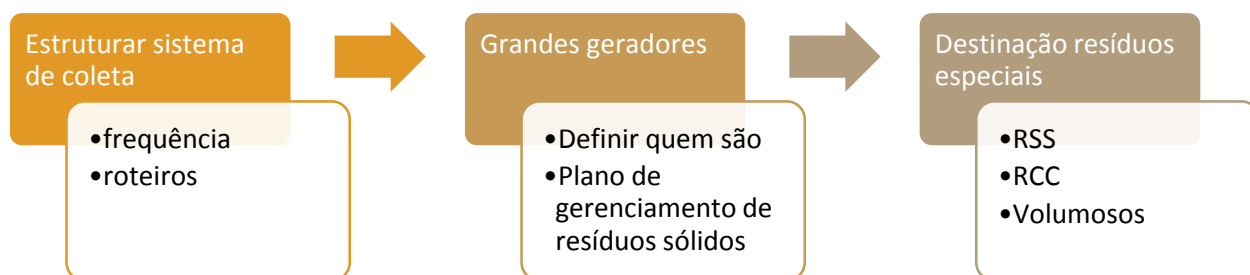 Estruturar sistema
de coleta
•frequência
•roteiros
Grandes geradores
•Definir quem são
•Plano de
gerenciamento de
resíduos sólidos
Destinação resíduos
especiais
•RSS
•RCC
•Volumosos